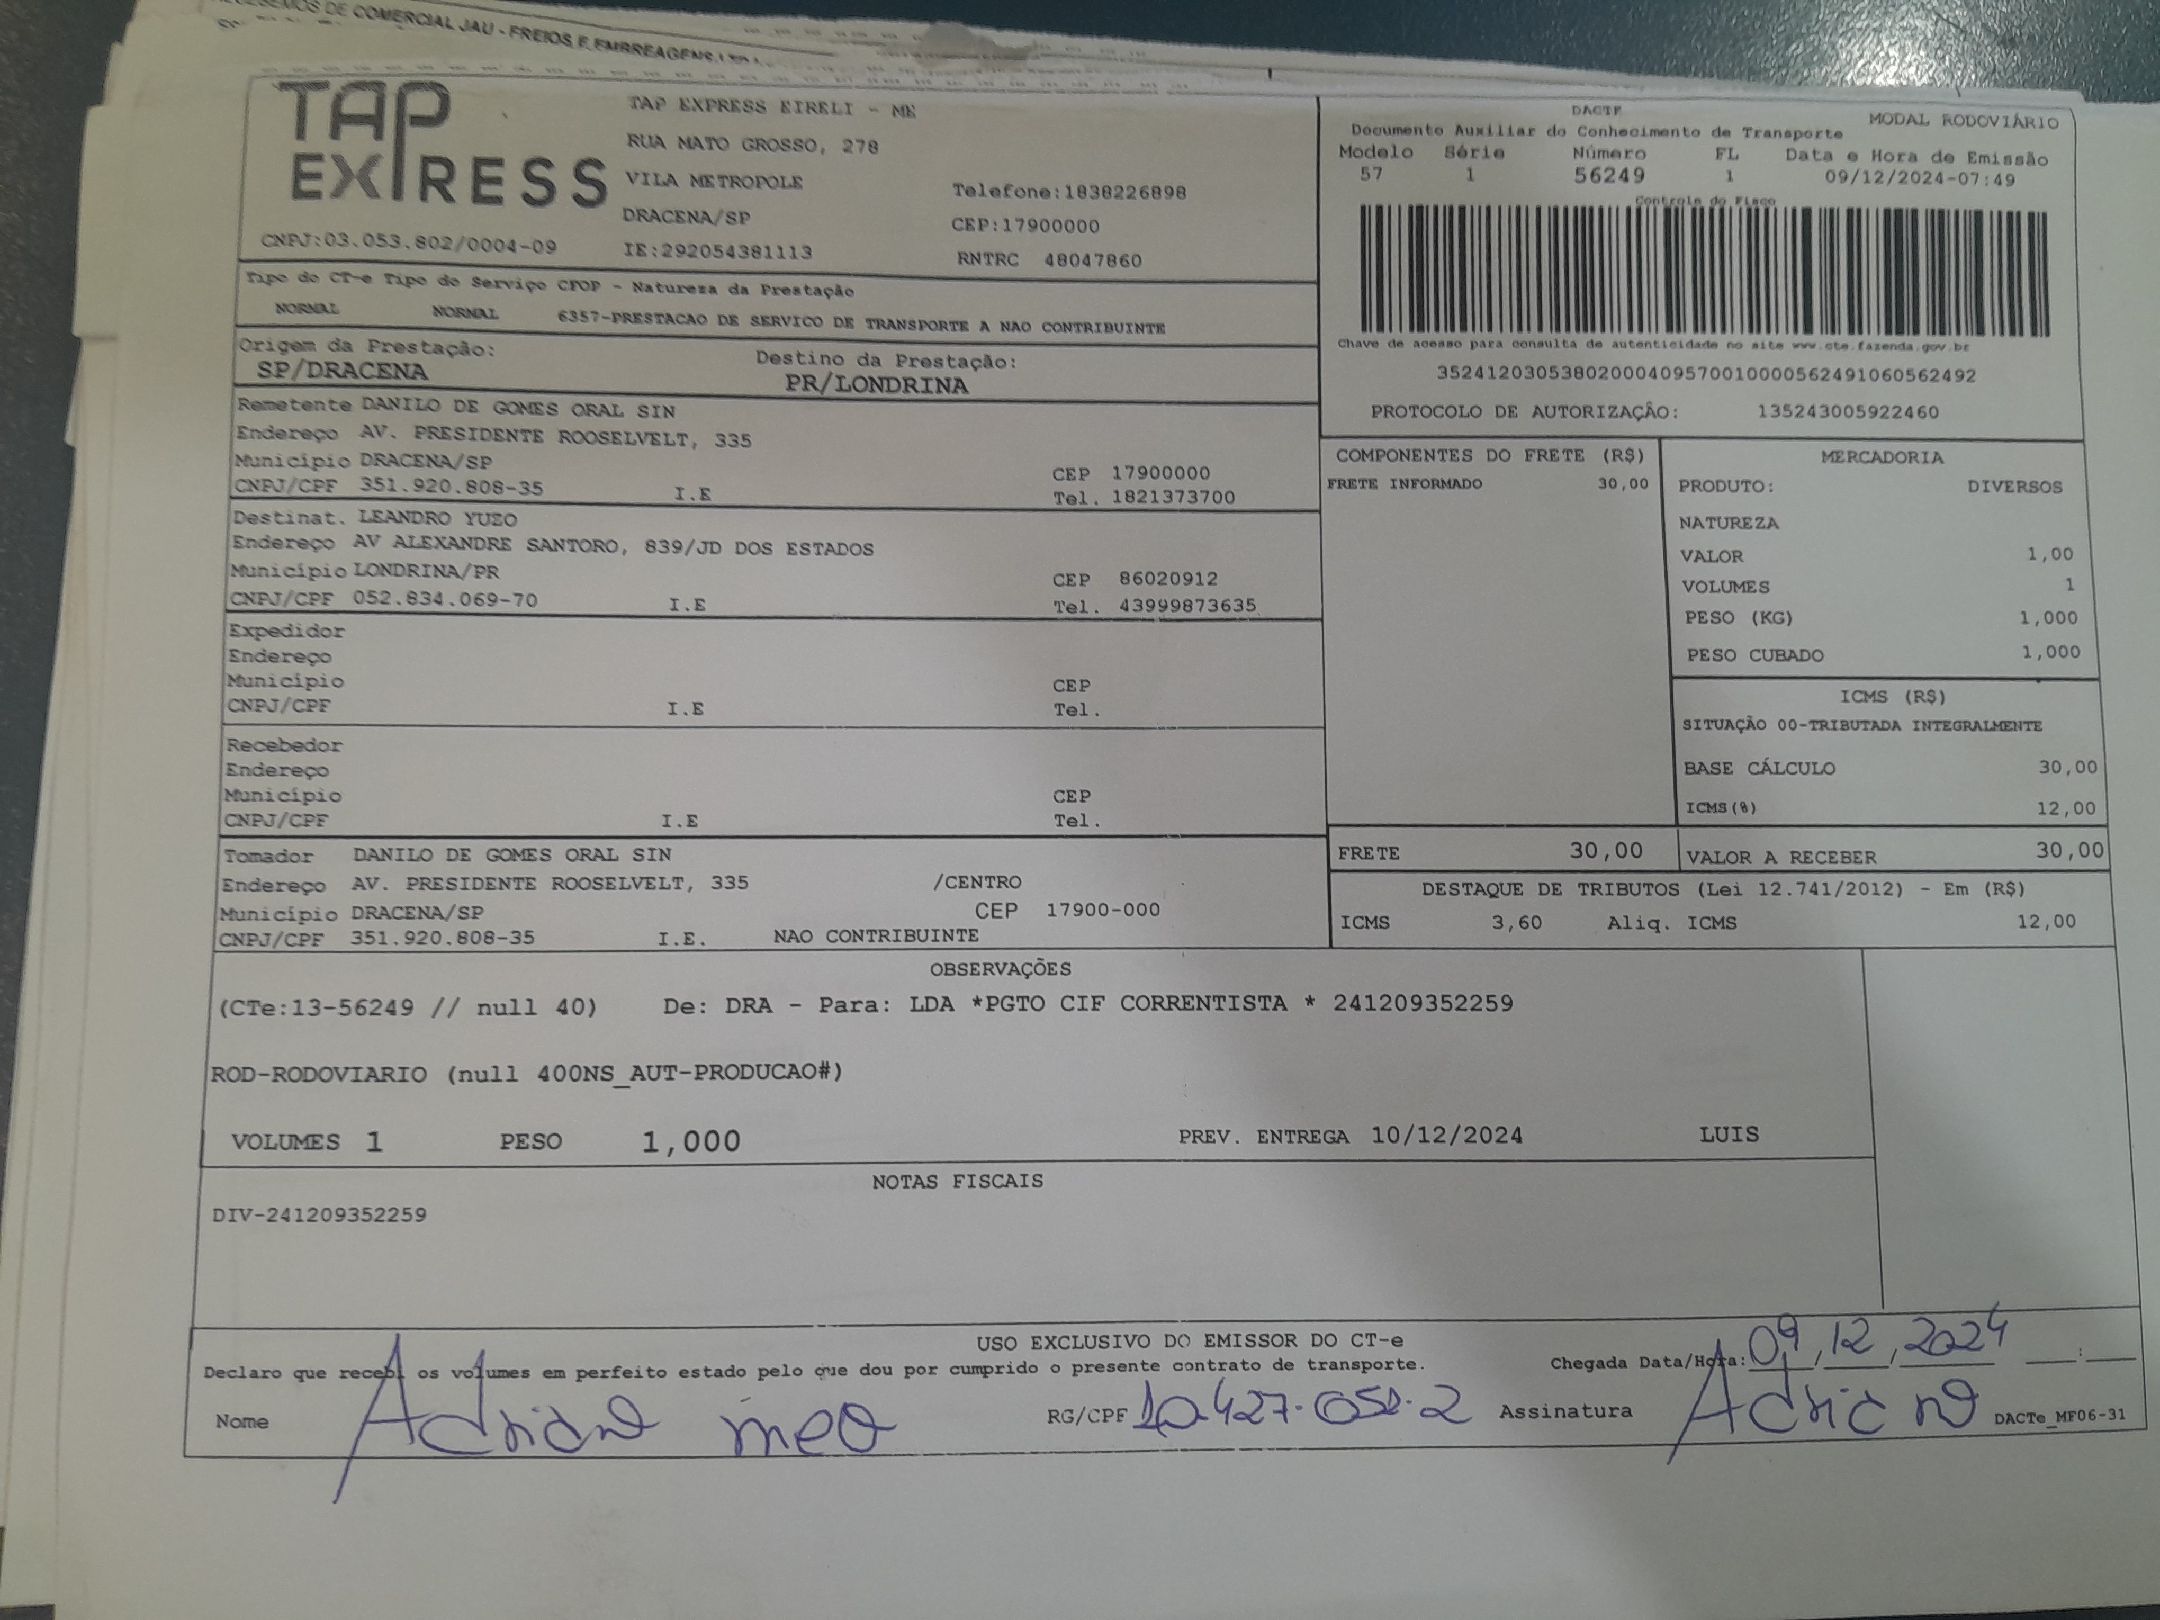 DE COMERCIAL JAU - FREIOS E EMBREAGENS LTDA
TAP
EXPRESS
TAP EXPRESS EIRELI - ME
RUA MATO GROSSO, 278
VILA METROPOLE
DRACENA/SP
Telefone:1838226898
CEP:17900000
CNPJ:03.053.802/0004-09
IE:292054381113
RNTRC 48047860
DACTE
MODAL RODOVIÁRIO
Documento Auxiliar do Conhecimento de Transporte
Modelo Série Número FL Data e Hora de Emissão
57 1 56249 1 09/12/2024-07:49
Controle do Fisco
Chave de acesso para consulta de autenticidade no site www.cte.fazenda.gov.br
35241203053802000409570010000562491060562492
PROTOCOLO DE AUTORIZAÇÃO: 135243005922460
Tipo do CT-e Tipo do Serviço CFOP - Natureza da Prestação
NORMAL NORMAL 6357-PRESTACAO DE SERVICO DE TRANSPORTE A NAO CONTRIBUINTE
Origem da Prestação: Destino da Prestação:
SP/DRACENA PR/LONDRINA
Remetente DANILO DE GOMES ORAL SIN
Endereço AV. PRESIDENTE ROOSELVELT, 335
Município DRACENA/SP CEP 17900000
CNPJ/CPF 351.920.808-35 I.E Tel. 1821373700
Destinat. LEANDRO YUZO
Endereço AV ALEXANDRE SANTORO, 839/JD DOS ESTADOS
Município LONDRINA/PR CEP 86020912
CNPJ/CPF 052.834.069-70 I.E Tel. 43999873635
Expedidor
Endereço
Município CEP
CNPJ/CPF I.E Tel.
Recebedor
Endereço
Município CEP
CNPJ/CPF I.E Tel.
Tomador DANILO DE GOMES ORAL SIN
Endereço AV. PRESIDENTE ROOSELVELT, 335 /CENTRO
Município DRACENA/SP CEP 17900-000
CNPJ/CPF 351.920.808-35 I.E. NAO CONTRIBUINTE
COMPONENTES DO FRETE (R$)
FRETE INFORMADO 30,00
MERCADORIA
PRODUTO: DIVERSOS
NATUREZA
VALOR 1,00
VOLUMES 1
PESO (KG) 1,000
PESO CUBADO 1,000
ICMS (R$)
SITUAÇÃO 00-TRIBUTADA INTEGRALMENTE
BASE CÁLCULO 30,00
ICMS(%) 12,00
FRETE 30,00 VALOR A RECEBER 30,00
DESTAQUE DE TRIBUTOS (Lei 12.741/2012) - Em (R$)
ICMS 3,60 Aliq. ICMS 12,00
OBSERVAÇÕES
(CTe:13-56249 // null 40) De: DRA - Para: LDA *PGTO CIF CORRENTISTA * 241209352259
ROD-RODOVIARIO (null 400NS_AUT-PRODUCAO#)
VOLUMES 1 PESO 1,000 PREV. ENTREGA 10/12/2024 LUIS
NOTAS FISCAIS
DIV-241209352259
USO EXCLUSIVO DO EMISSOR DO CT-e
Declaro que recebi os volumes em perfeito estado pelo que dou por cumprido o presente contrato de transporte. Chegada Data/Hora: 09/12/2024 __:__
Nome RG/CPF Assinatura DACTe_MF06-31